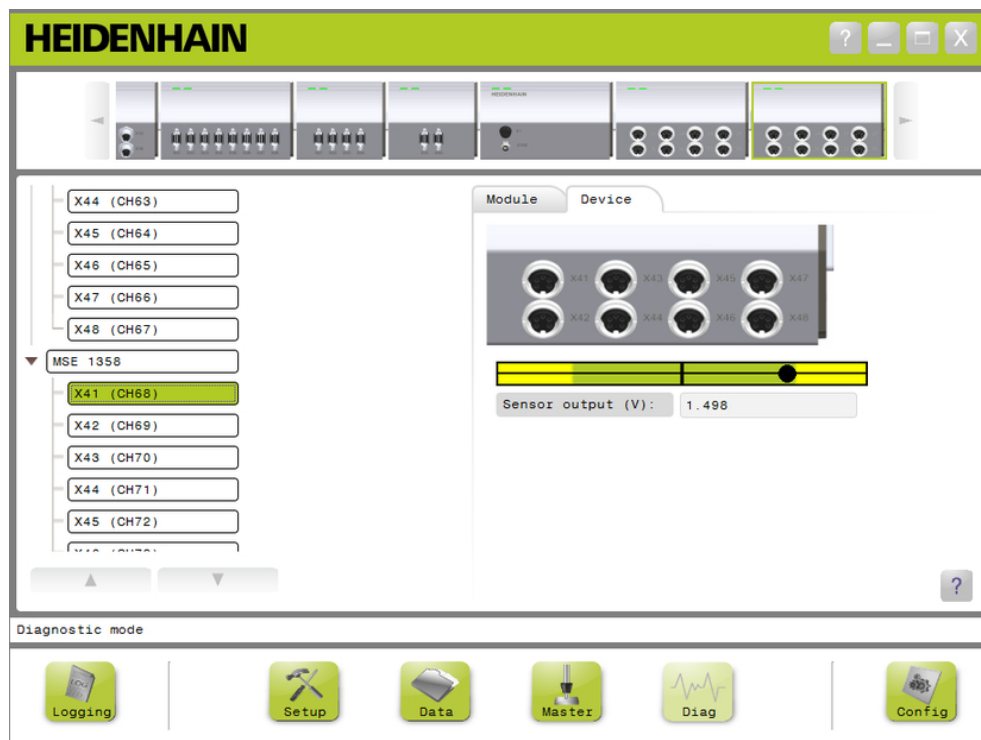 HEIDENHAIN
?
X
HEIDENHAIN
X44 (CH63)
X45 (CH64)
X46 (CH65)
X47 (CH66)
X48 (CH67)
MSE 1358
X41 (CH68)
X42 (CH69)
X43 (CH70)
X44 (CH71)
X45 (CH72)
Module Device
X41 X43 X45 X47
X42 X44 X46 X48
Sensor output (V): 1.498
?
Diagnostic mode
LOG
Logging Setup Data Master Diag Config